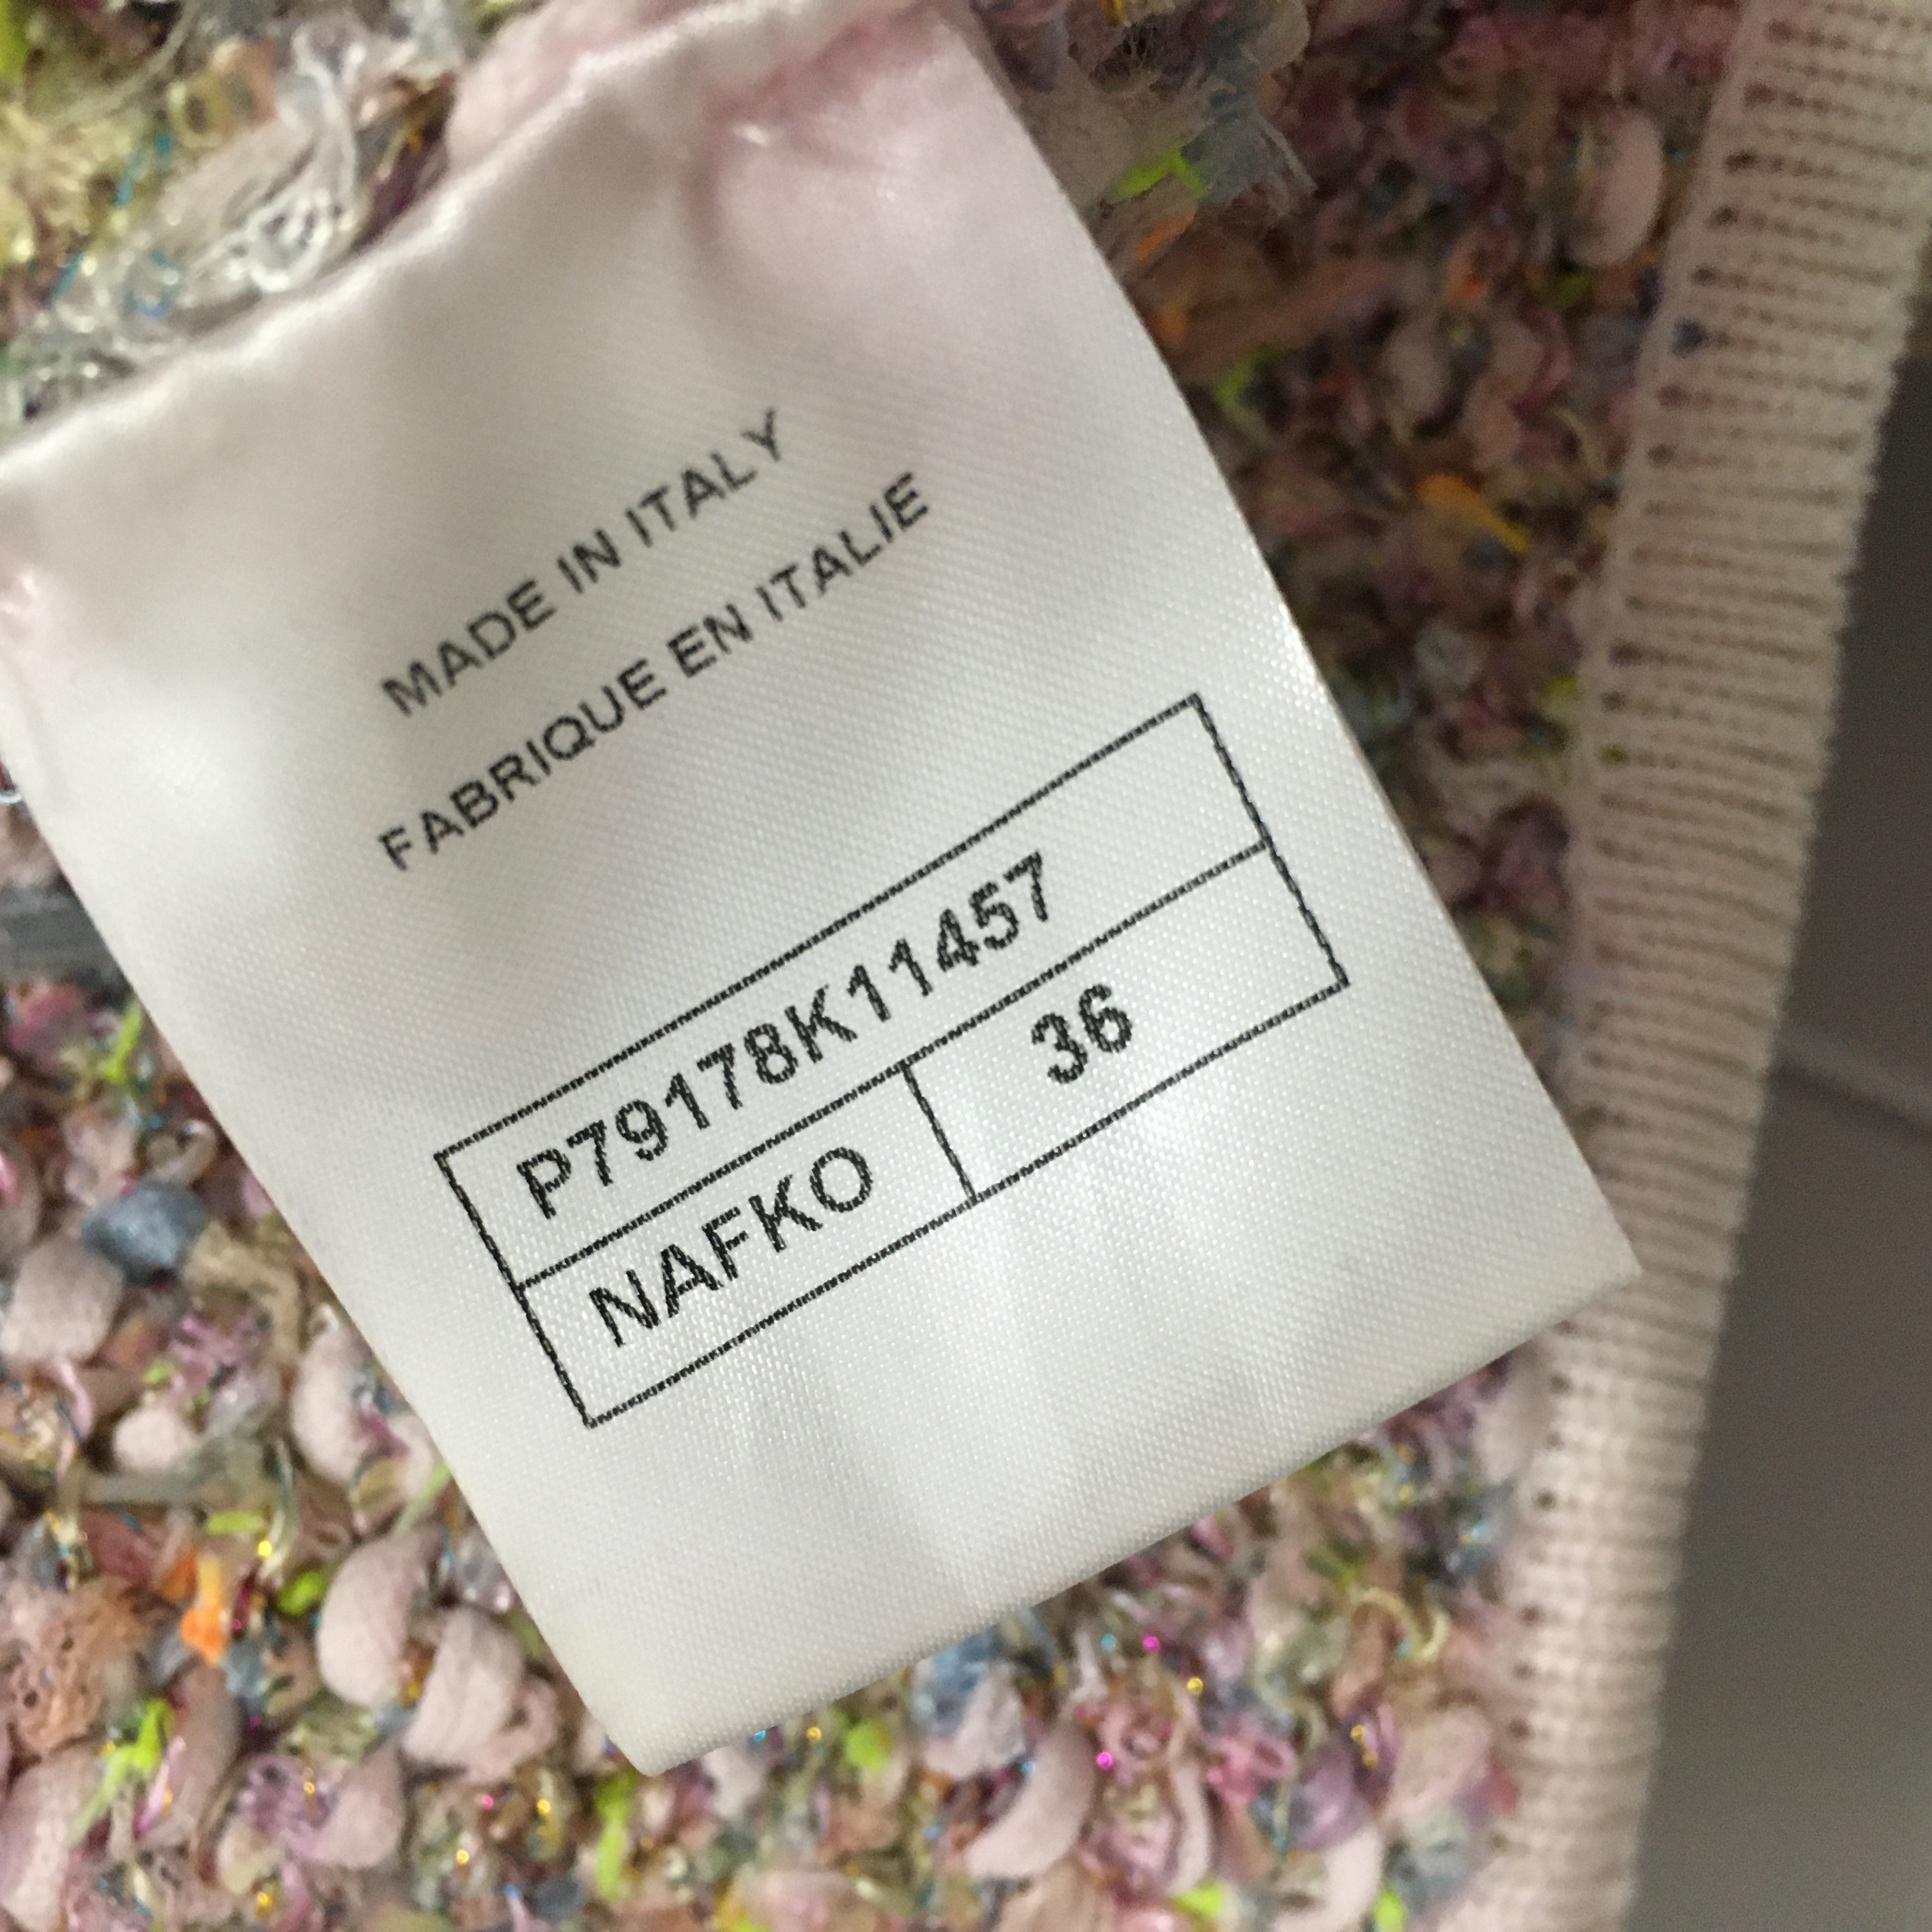 MADE IN ITALY
FABRIQUE EN ITALIE
P79178K11457
NAFKO 36